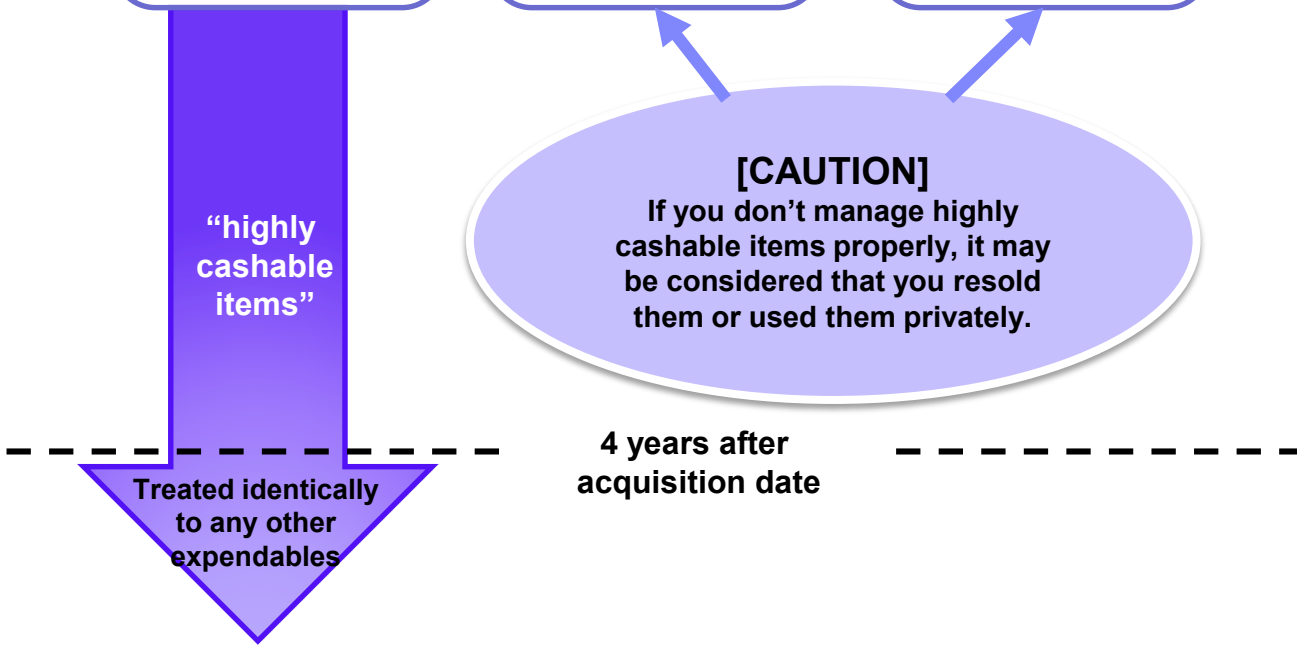 “highly
cashable
items”
[CAUTION]
If you don’t manage highly
cashable items properly, it may
be considered that you resold
them or used them privately.
4 years after
acquisition date
Treated identically
to any other
expendables